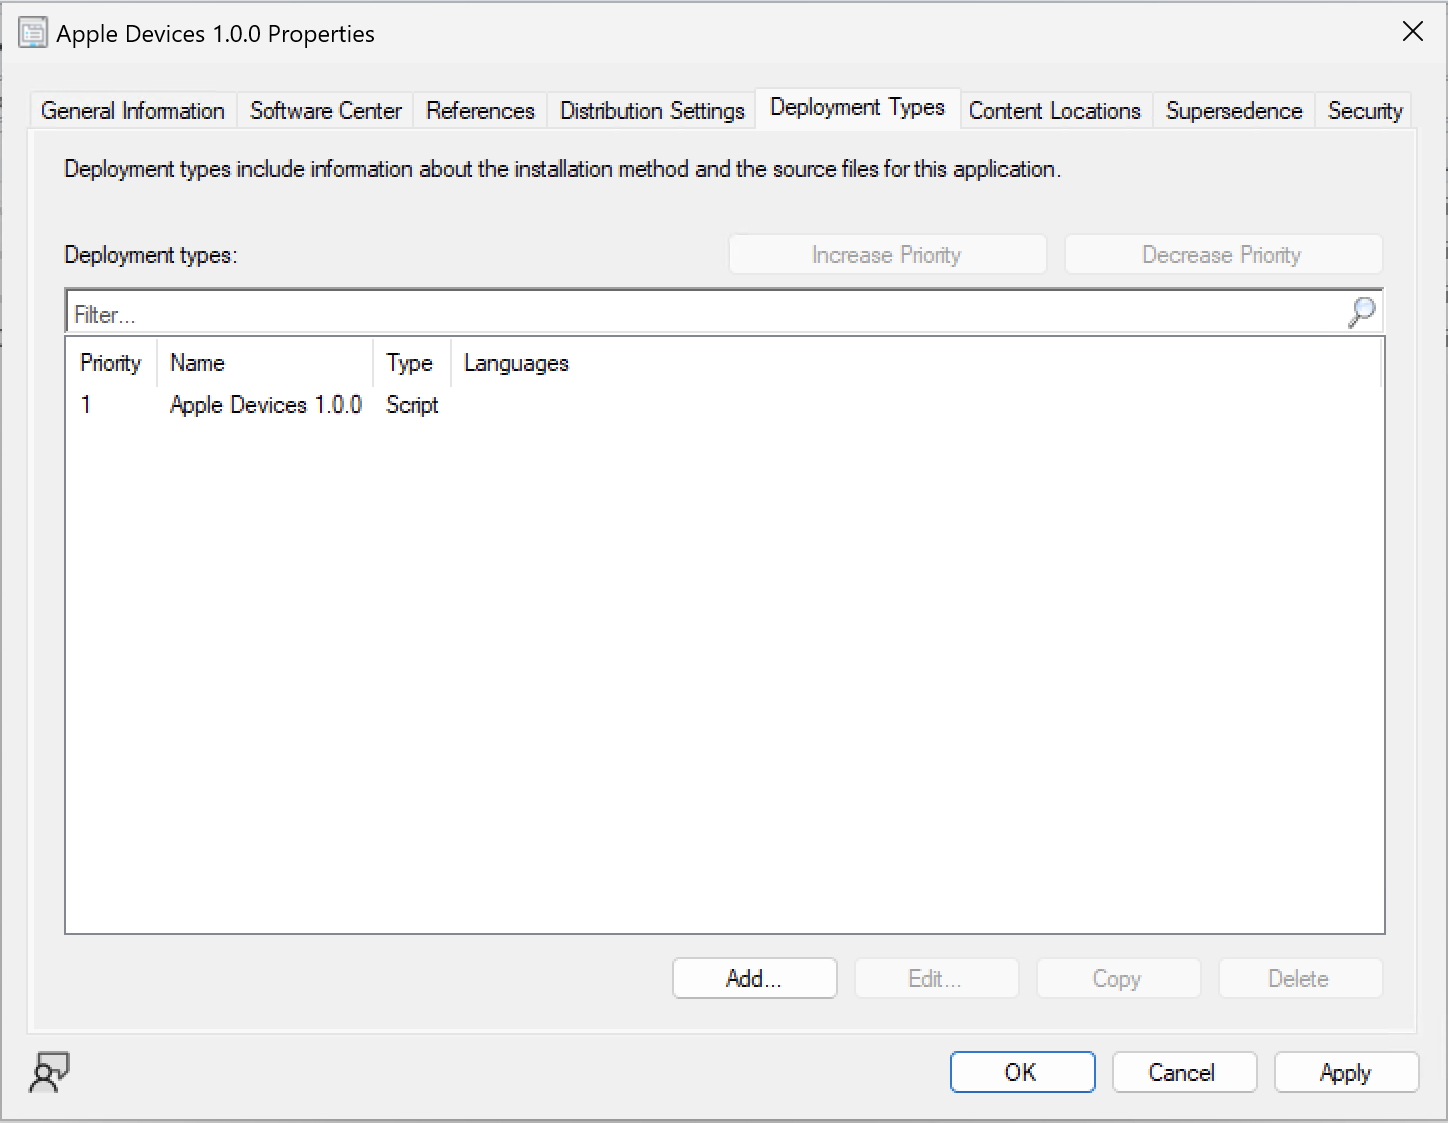 Apple Devices 1.0.0 Properties
General Information Software Center References Distribution Settings Deployment Types Content Locations Supersedence Security
Deployment types include information about the installation method and the source files for this application.
Deployment types: Increase Priority Decrease Priority
Filter...
Priority Name Type Languages
1 Apple Devices 1.0.0 Script
Add... Edit... Copy Delete
OK Cancel Apply